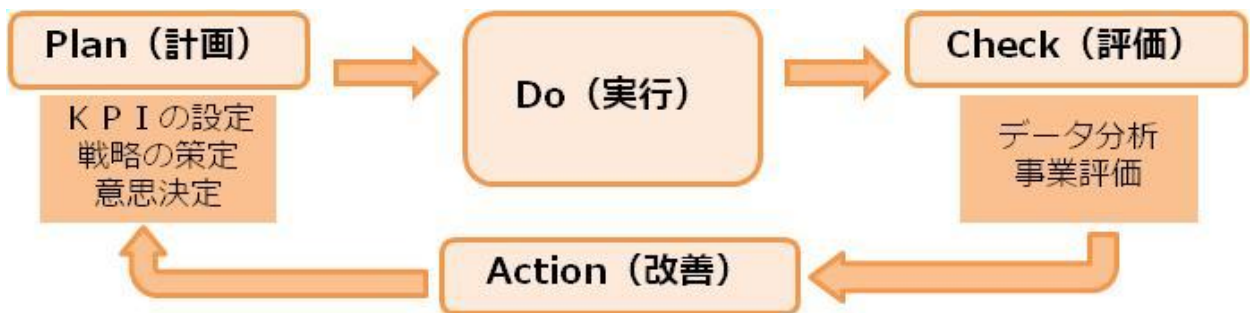 Plan（計画）
KPIの設定
戦略の策定
意思決定
Do（実行）
Check（評価）
データ分析
事業評価
Action（改善）